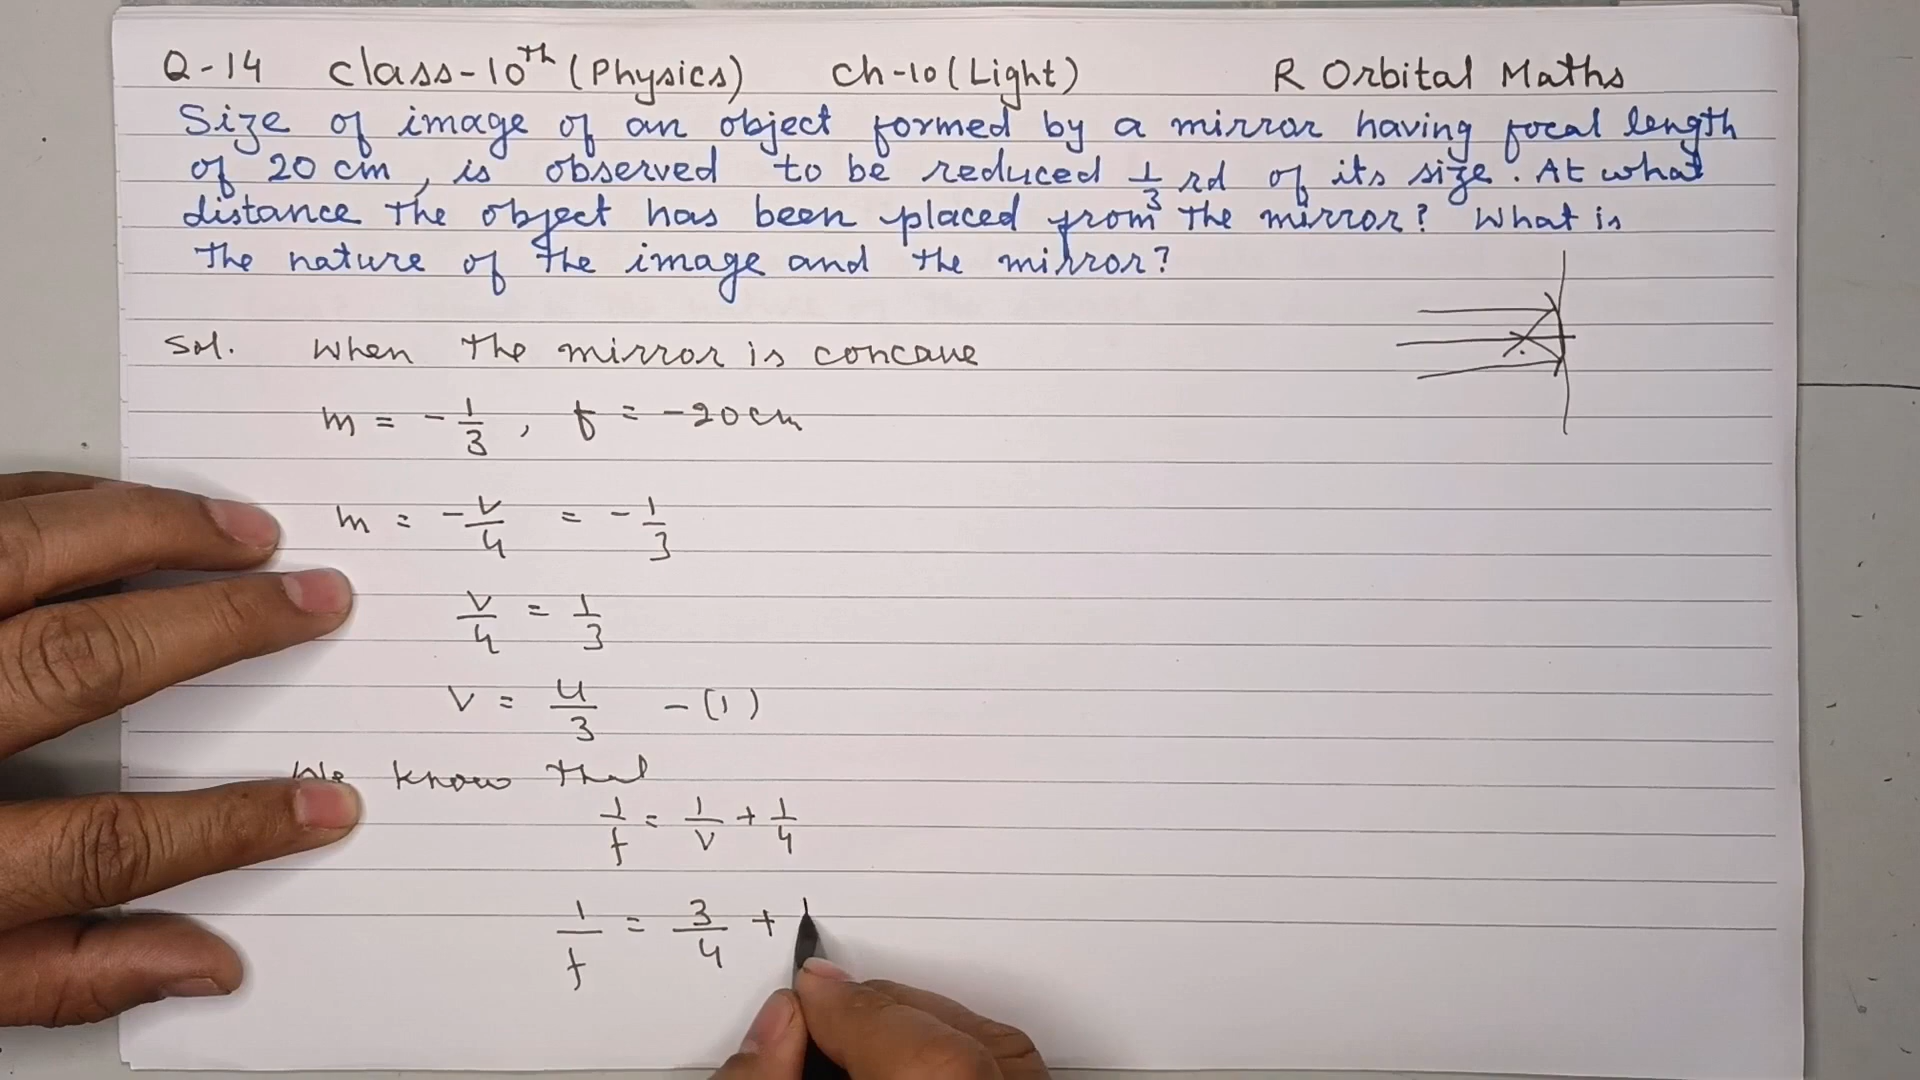 Q-14 Class-10th (Physics) Ch-10 (Light) R Orbital Maths
Size of image of an object formed by a mirror having focal length
of 20 cm, is observed to be reduced 1/3 rd of its size. At what
distance the object has been placed from the mirror? What is
the nature of the image and the mirror?
Sol. When the mirror is concave
m = -1/3, f = -20cm
m = -v/u = -1/3
v/u = 1/3
v = u/3 -(1)
We know that
1/f = 1/v + 1/u
1/f = 3/u + 1